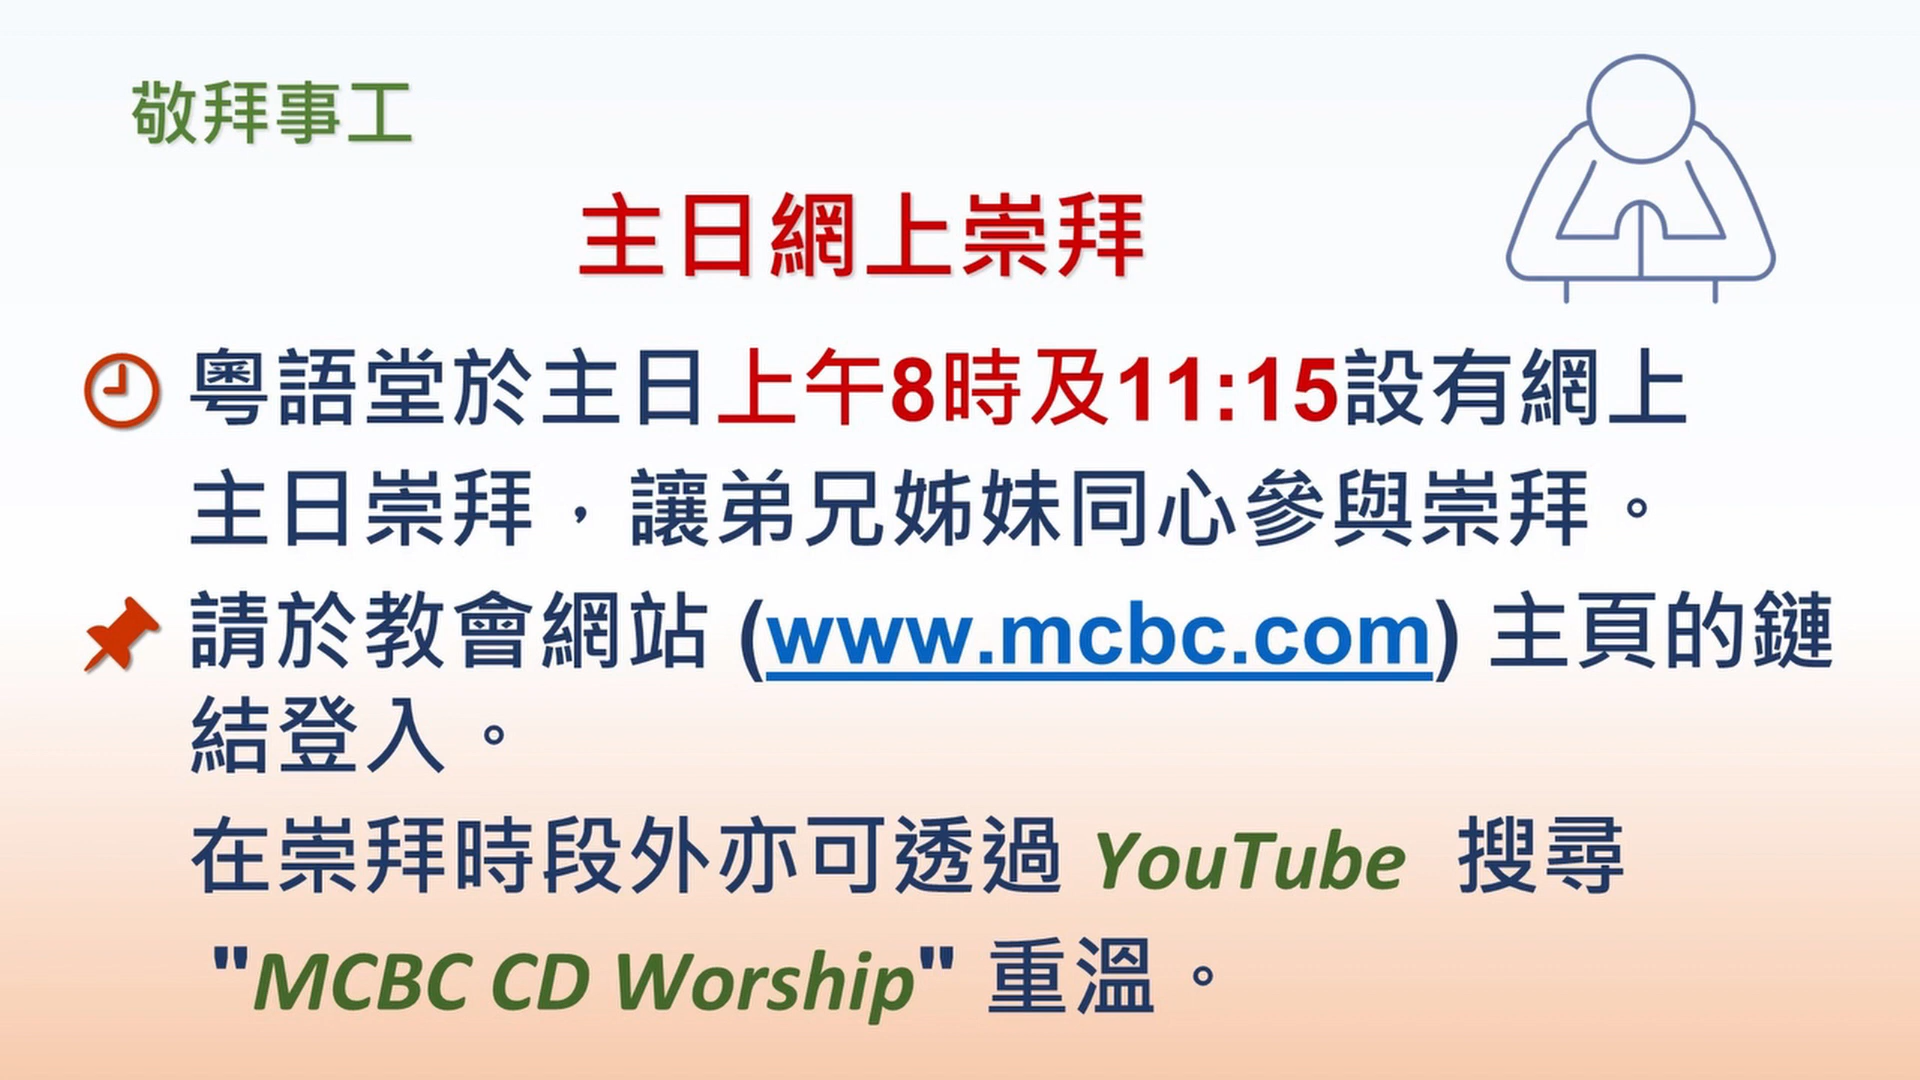 敬拜事工
主日網上崇拜
粵語堂於主日上午8時及11:15設有網上
主日崇拜，讓弟兄姊妹同心參與崇拜。
請於教會網站 (www.mcbc.com) 主頁的鏈
結登入。
在崇拜時段外亦可透過 YouTube 搜尋
"MCBC CD Worship" 重溫。